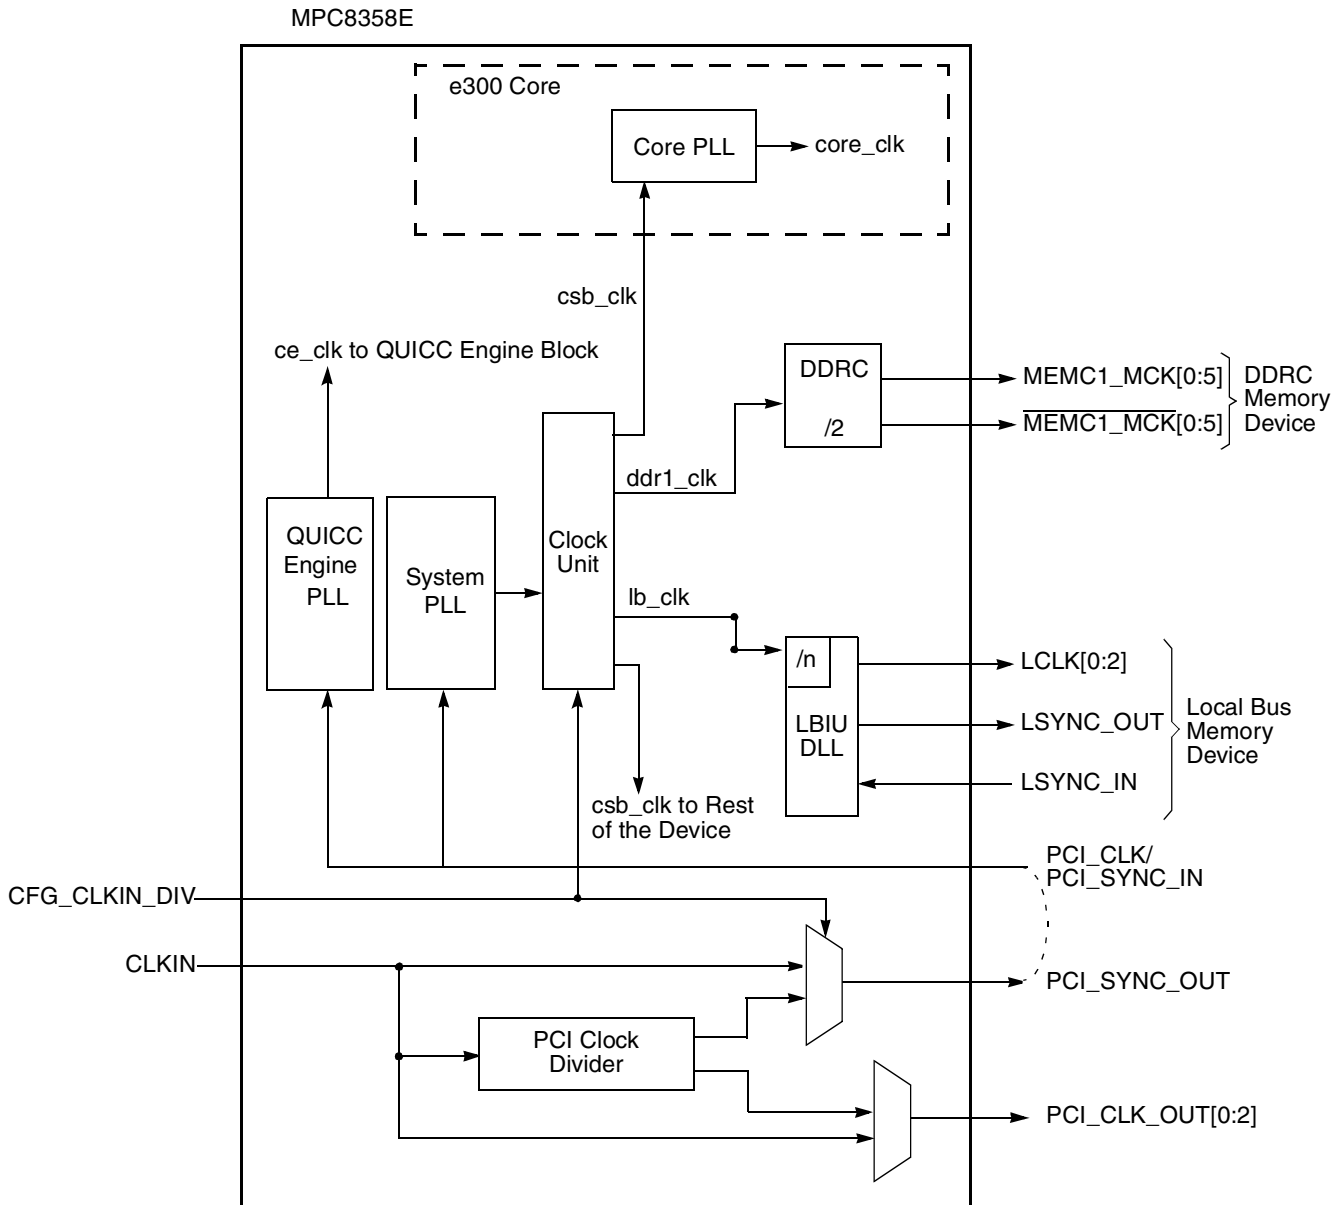 MPC8358E
e300 Core
Core PLL
core_clk
csb_clk
ce_clk to QUICC Engine Block
DDRC
/2
MEMC1_MCK[0:5]
MEMC1_MCK[0:5]
DDRC
Memory
Device
ddr1_clk
QUICC
Engine
PLL
System
PLL
Clock
Unit
lb_clk
/n
LBIU
DLL
LCLK[0:2]
LSYNC_OUT
LSYNC_IN
Local Bus
Memory
Device
csb_clk to Rest
of the Device
PCI_CLK/
PCI_SYNC_IN
CFG_CLKIN_DIV
CLKIN
PCI_SYNC_OUT
PCI Clock
Divider
PCI_CLK_OUT[0:2]